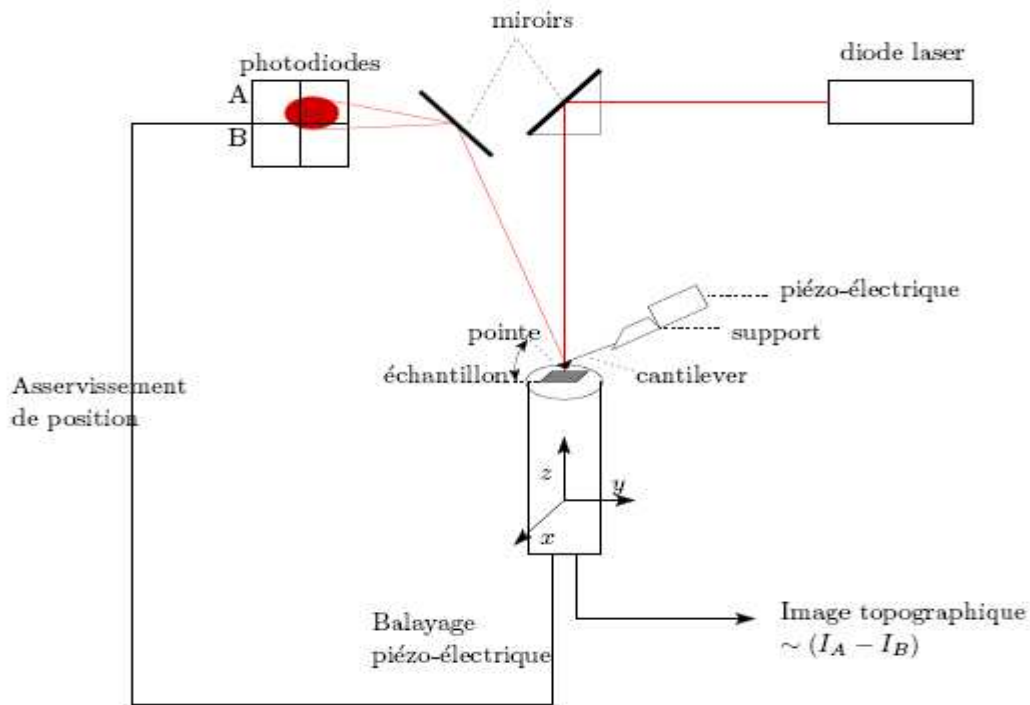 miroirs
photodiodes
diode laser
A
B
piézo-électrique
pointe
support
échantillon
cantilever
Asservissement
de position
z
y
x
Balayage
piézo-électrique
Image topographique
∼ (I_A − I_B)